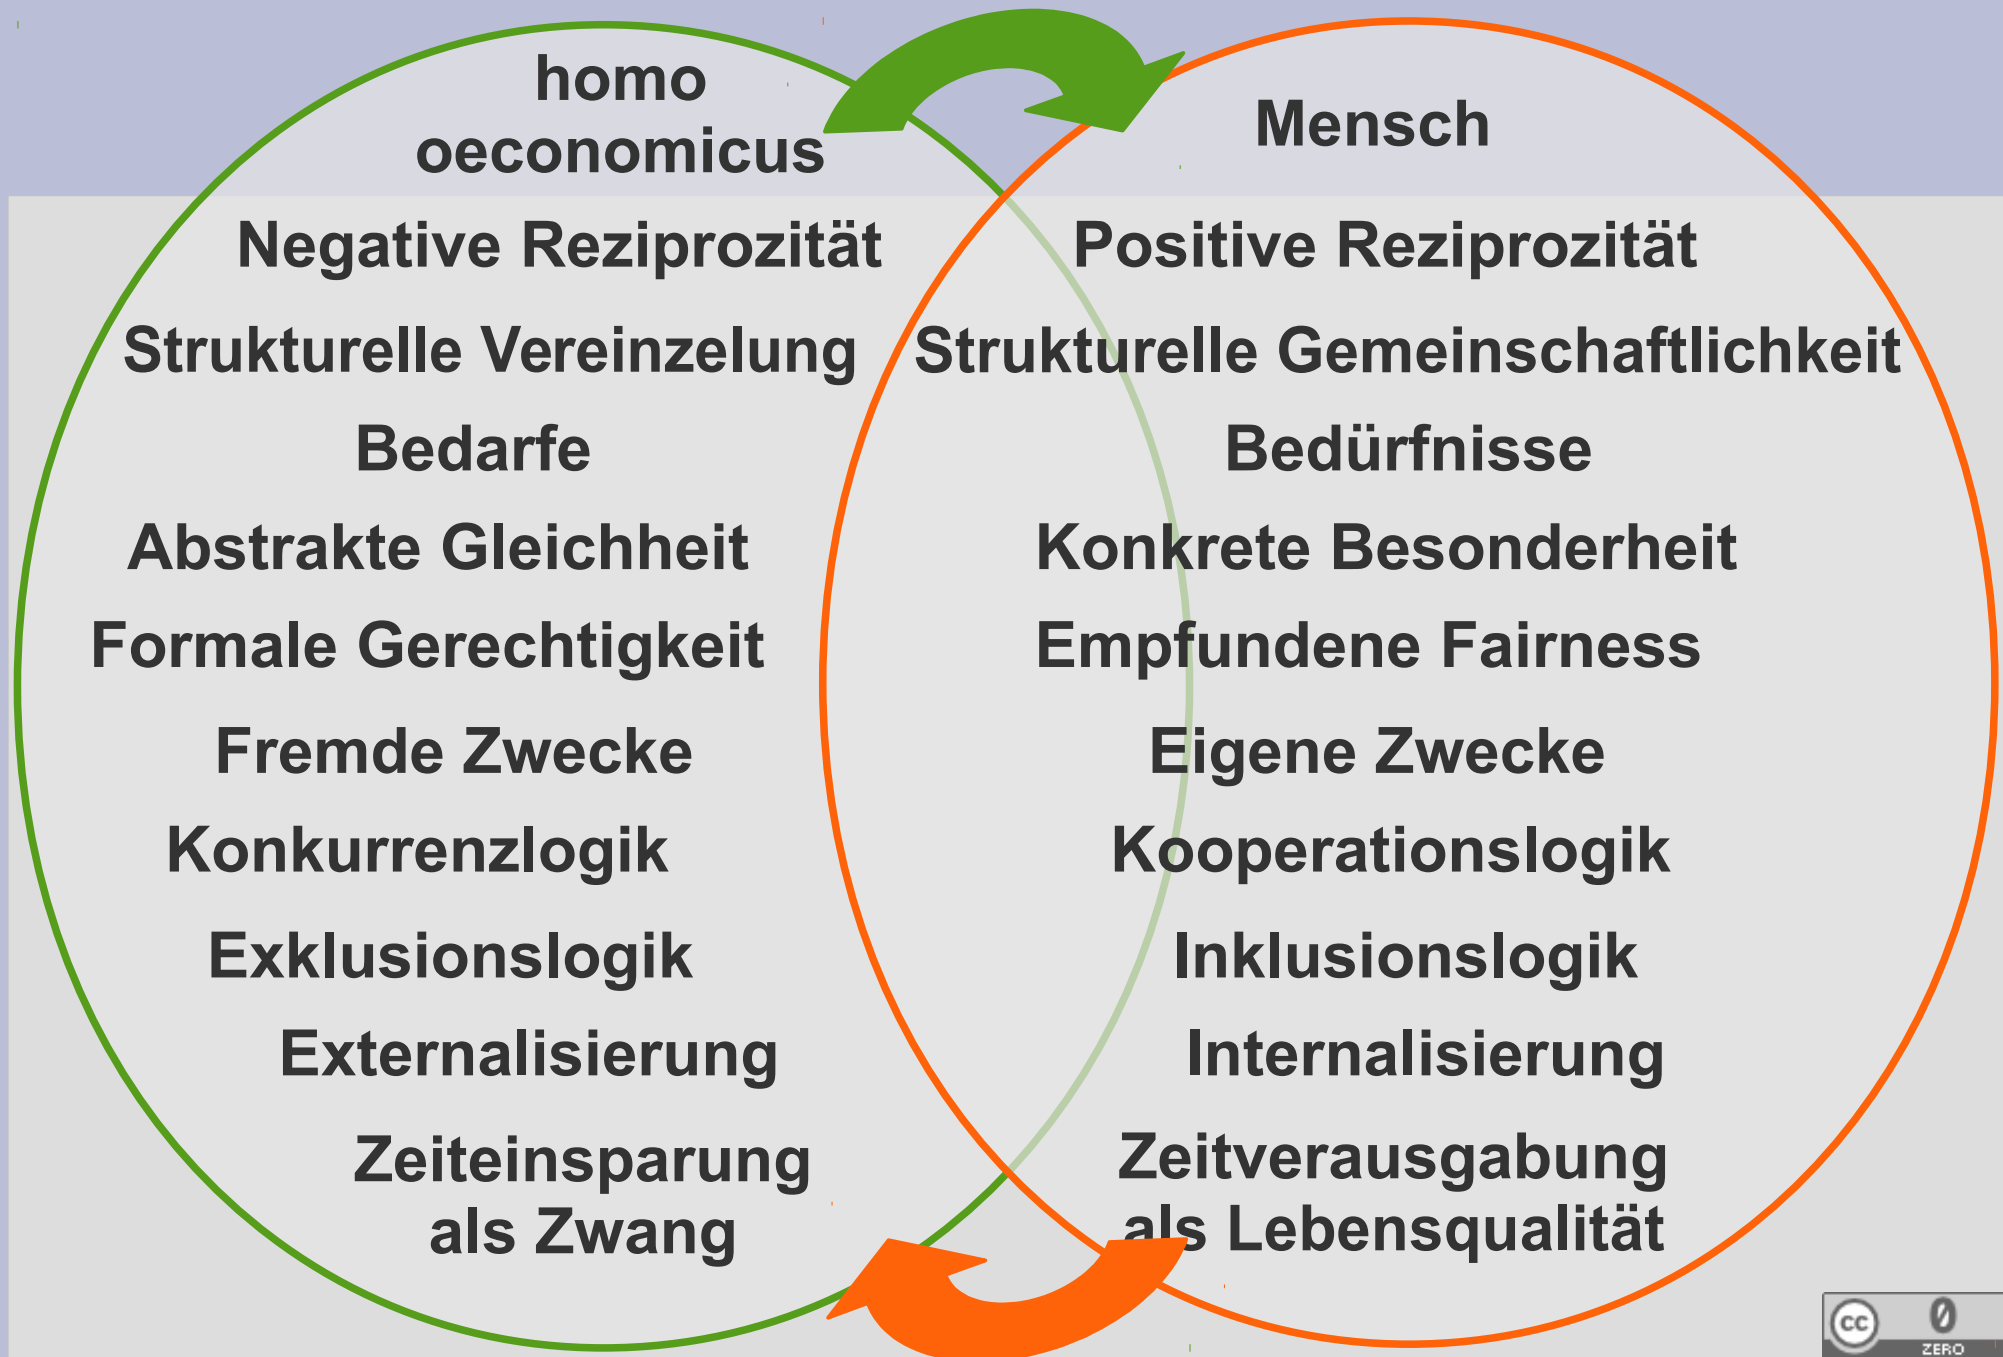 homo
oeconomicus
Mensch
Negative Reziprozität
Positive Reziprozität
Strukturelle Vereinzelung
Strukturelle Gemeinschaftlichkeit
Bedarfe
Bedürfnisse
Abstrakte Gleichheit
Konkrete Besonderheit
Formale Gerechtigkeit
Empfundene Fairness
Fremde Zwecke
Eigene Zwecke
Konkurrenzlogik
Kooperationslogik
Exklusionslogik
Inklusionslogik
Externalisierung
Internalisierung
Zeiteinsparung
als Zwang
Zeitverausgabung
als Lebensqualität
cc 0
ZERO